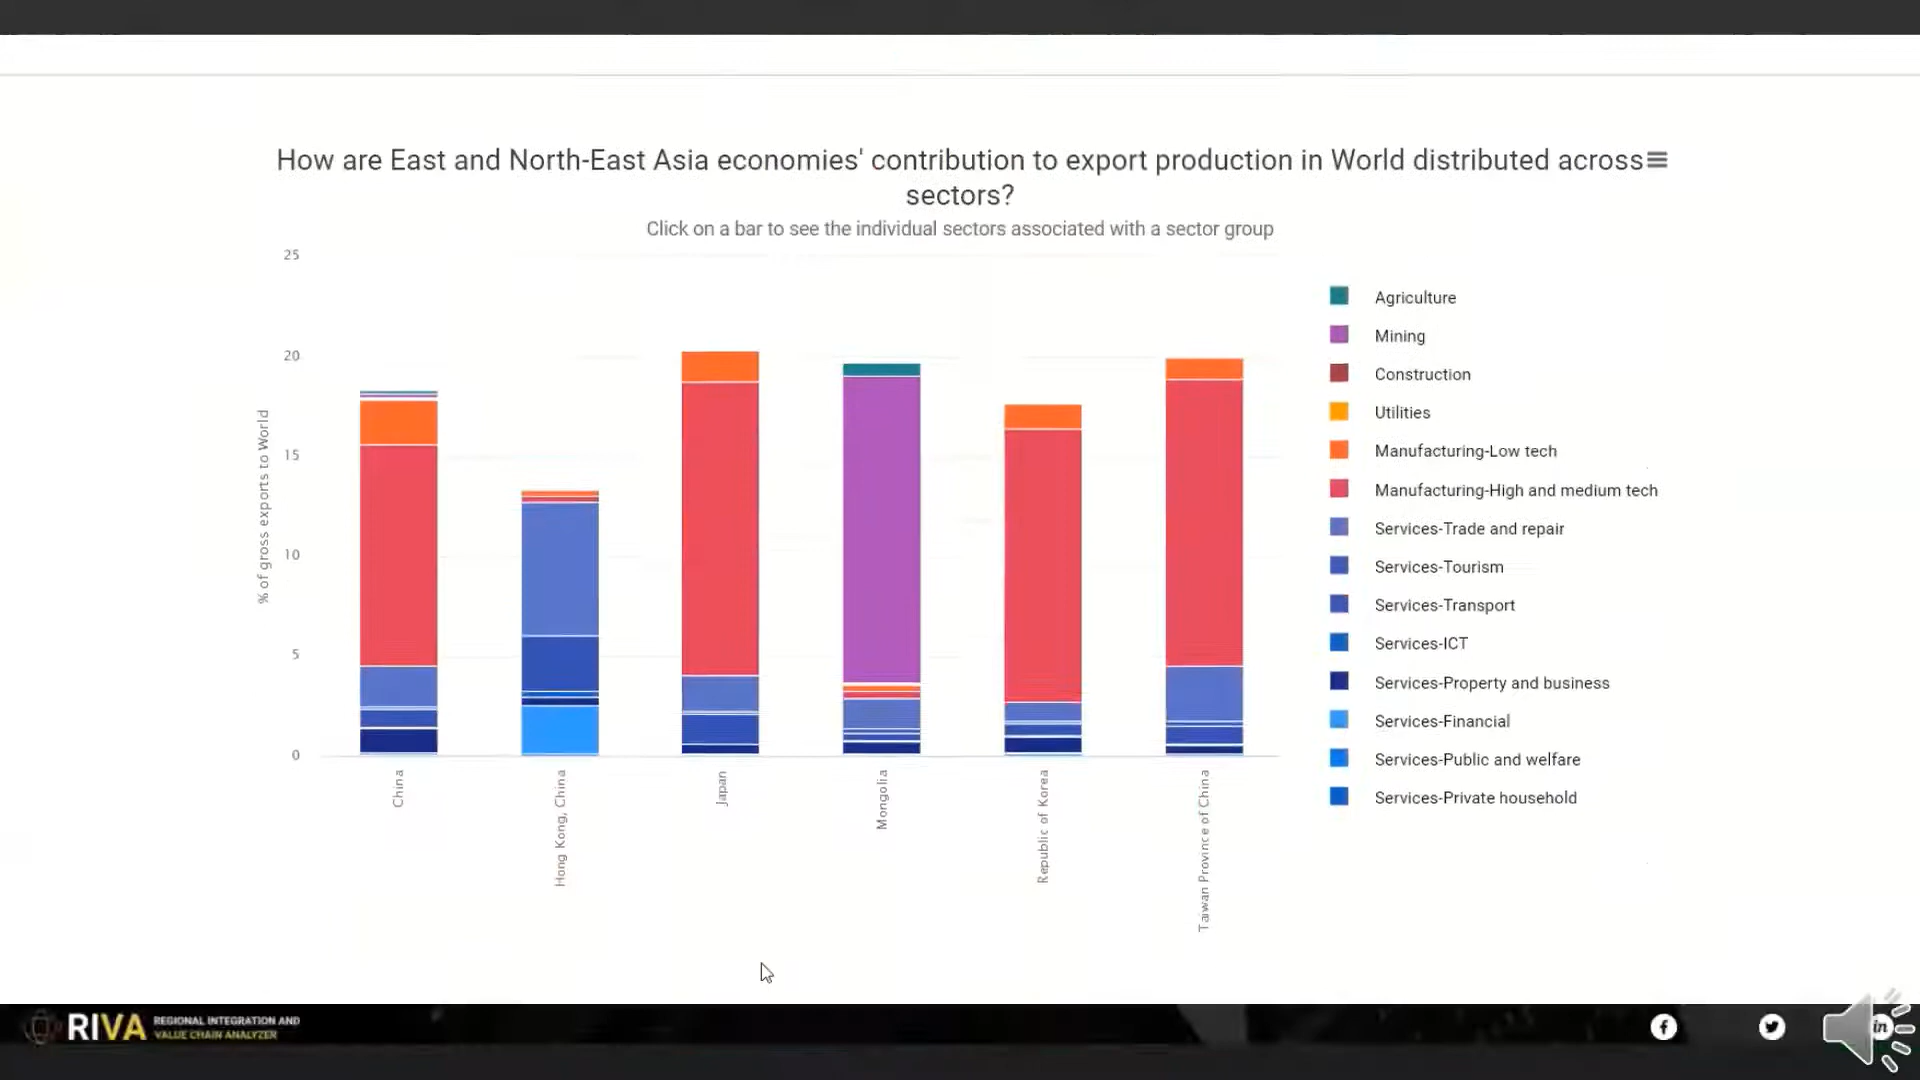 How are East and North-East Asia economies' contribution to export production in World distributed across
sectors?
Click on a bar to see the individual sectors associated with a sector group
% of gross exports to World
25
20
15
10
5
0
China
Hong Kong, China
Japan
Mongolia
Republic of Korea
Taiwan Province of China
Agriculture
Mining
Construction
Utilities
Manufacturing-Low tech
Manufacturing-High and medium tech
Services-Trade and repair
Services-Tourism
Services-Transport
Services-ICT
Services-Property and business
Services-Financial
Services-Public and welfare
Services-Private household
RIVA
REGIONAL INTEGRATION AND
VALUE CHAIN ANALYZER
in